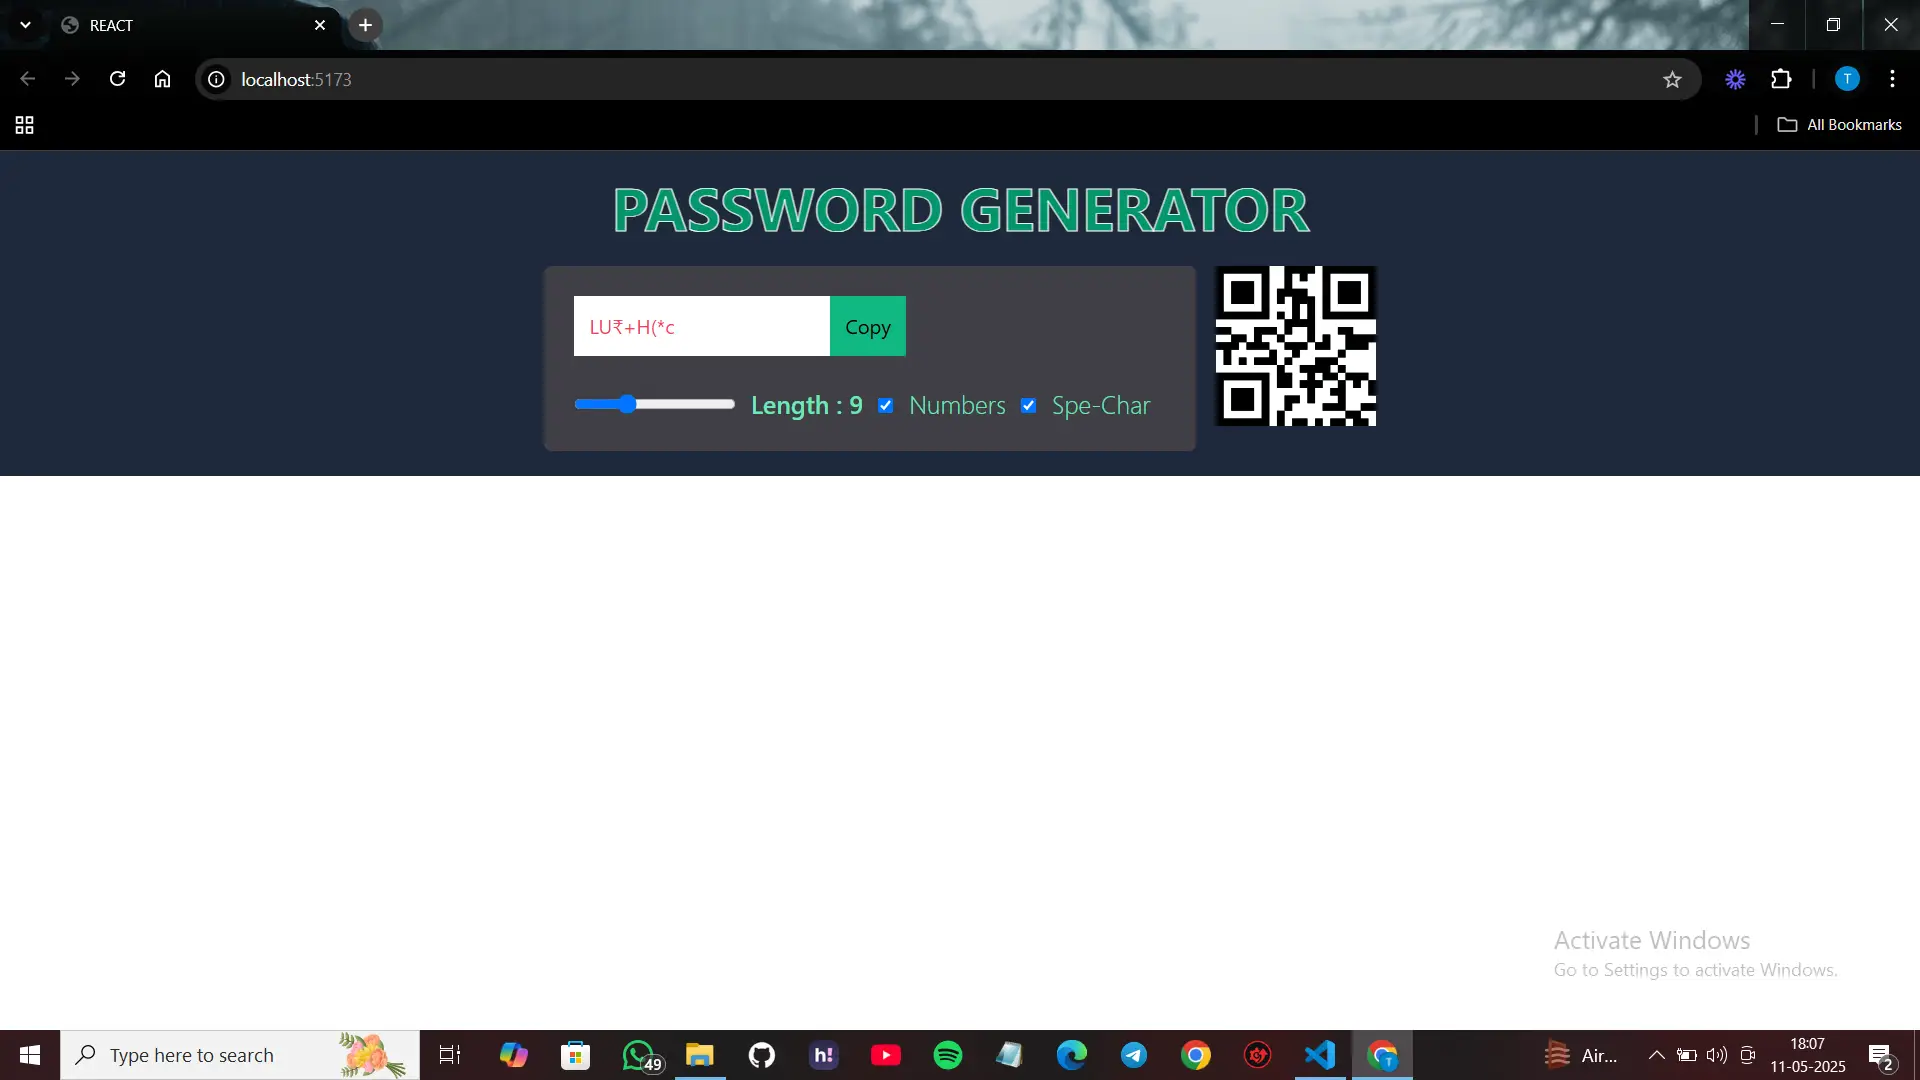 REACT
localhost:5173
All Bookmarks
PASSWORD GENERATOR
LU₹+H(*c
Copy
Length : 9 Numbers Spe-Char
Activate Windows
Go to Settings to activate Windows.
Type here to search
49
h!
T
Air...
18:07
11-05-2025
2